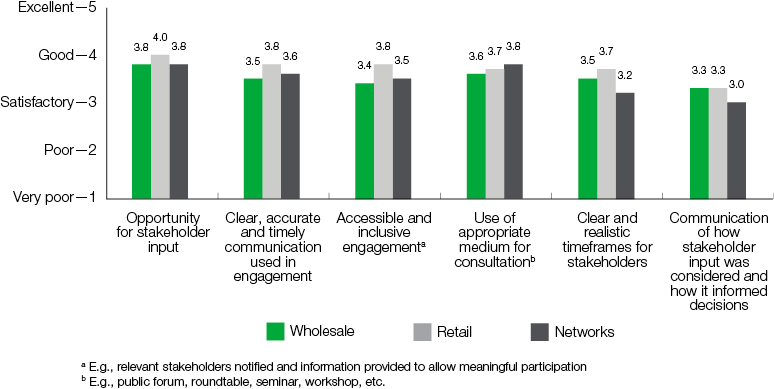 Excellent—5
Good—4
Satisfactory—3
Poor—2
Very poor—1
3.8 4.0 3.8
3.5 3.8 3.6
3.4 3.8 3.5
3.6 3.7 3.8
3.5 3.7 3.2
3.3 3.3 3.0
Opportunity
for stakeholder
input
Clear, accurate
and timely
communication
used in
engagement
Accessible and
inclusive
engagementᵃ
Use of
appropriate
medium for
consultationᵇ
Clear and
realistic
timeframes for
stakeholders
Communication
of how
stakeholder
input was
considered and
how it informed
decisions
Wholesale Retail Networks
ᵃ E.g., relevant stakeholders notified and information provided to allow meaningful participation
ᵇ E.g., public forum, roundtable, seminar, workshop, etc.